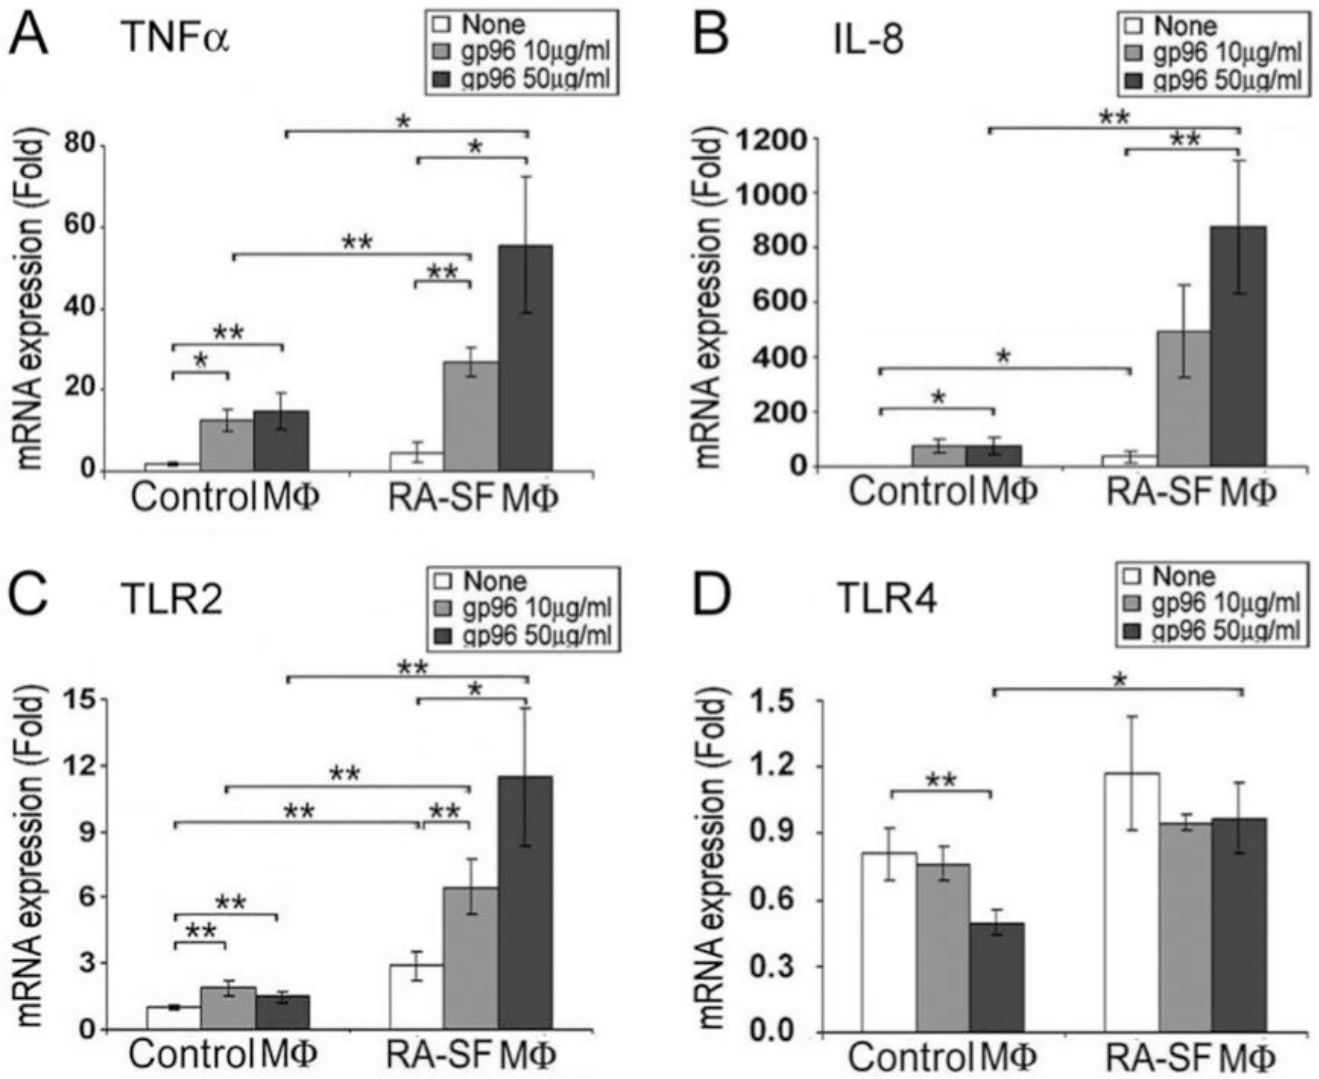 A TNFα
None
gp96 10µg/ml
gp96 50µg/ml
mRNA expression (Fold)
80
60
40
20
0
*
*
**
**
**
*
Control MΦ
RA-SF MΦ
B IL-8
None
gp96 10µg/ml
gp96 50µg/ml
mRNA expression (Fold)
1200
1000
800
600
400
200
0
**
**
*
*
Control MΦ
RA-SF MΦ
C TLR2
None
gp96 10µg/ml
gp96 50µg/ml
mRNA expression (Fold)
15
12
9
6
3
0
**
*
**
**
**
**
**
Control MΦ
RA-SF MΦ
D TLR4
None
gp96 10µg/ml
gp96 50µg/ml
mRNA expression (Fold)
1.5
1.2
0.9
0.6
0.3
0.0
*
**
Control MΦ
RA-SF MΦ